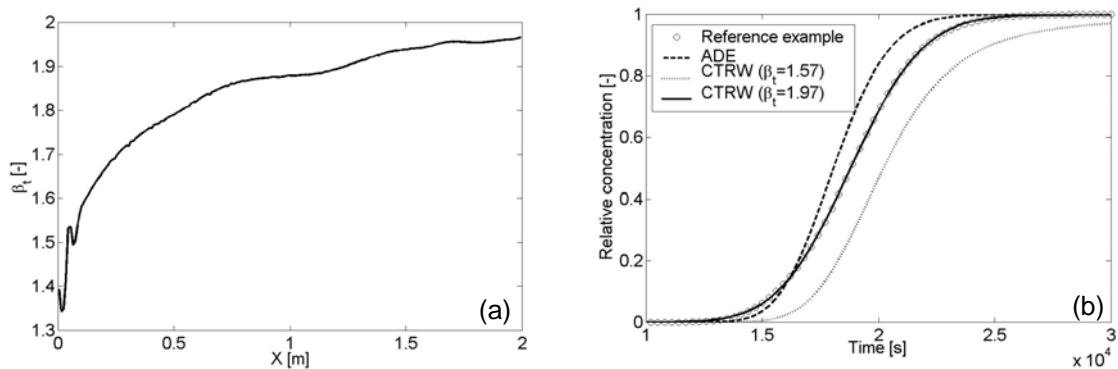 2
1.9
1.8
1.7
1.6
1.5
1.4
1.3
β_t [-]
0
0.5
1
1.5
2
X [m]
(a)
1
0.8
0.6
0.4
0.2
0
Relative concentration [-]
Reference example
ADE
CTRW (β_t=1.57)
CTRW (β_t=1.97)
1
1.5
2
2.5
3
Time [s]
x 10^4
(b)